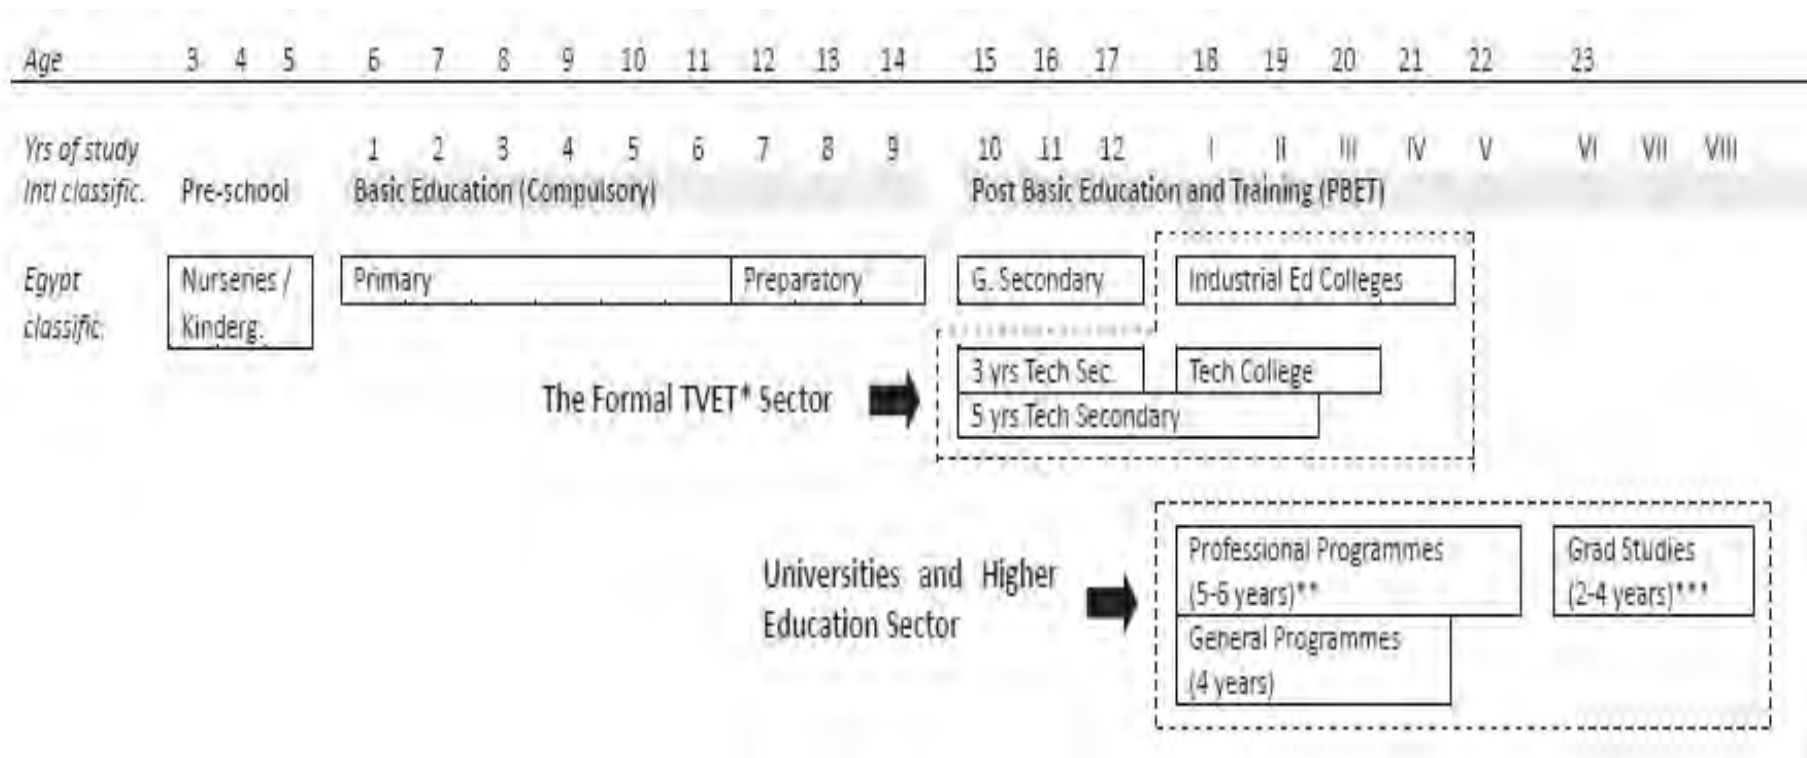 Age 3 4 5 6 7 8 9 10 11 12 13 14 15 16 17 18 19 20 21 22 23
Yrs of study 1 2 3 4 5 6 7 8 9 10 11 12 I II III IV V VI VII VIII
Intl classific. Pre-school Basic Education (Compulsory) Post Basic Education and Training (PBET)
Egypt classific.
Nurseries /
Kinderg.
Primary
Preparatory
G. Secondary
Industrial Ed Colleges
The Formal TVET* Sector
3 yrs Tech Sec.
Tech College
5 yrs Tech Secondary
Universities and Higher
Education Sector
Professional Programmes
(5-6 years)**
Grad Studies
(2-4 years)***
General Programmes
(4 years)